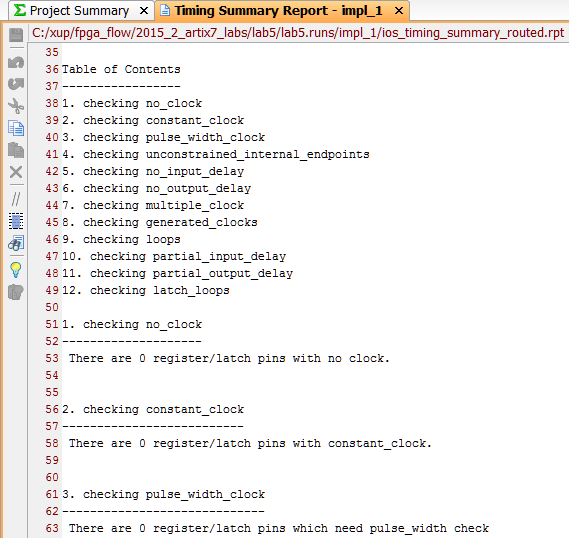 Project Summary × Timing Summary Report - impl_1 ×
C:/xup/fpga_flow/2015_2_artix7_labs/lab5/lab5.runs/impl_1/ios_timing_summary_routed.rpt
35
36 Table of Contents
37 -----------------
38 1. checking no_clock
39 2. checking constant_clock
40 3. checking pulse_width_clock
41 4. checking unconstrained_internal_endpoints
42 5. checking no_input_delay
43 6. checking no_output_delay
44 7. checking multiple_clock
45 8. checking generated_clocks
46 9. checking loops
47 10. checking partial_input_delay
48 11. checking partial_output_delay
49 12. checking latch_loops
50
51 1. checking no_clock
52 --------------------
53  There are 0 register/latch pins with no clock.
54
55
56 2. checking constant_clock
57 --------------------------
58  There are 0 register/latch pins with constant_clock.
59
60
61 3. checking pulse_width_clock
62 -----------------------------
63  There are 0 register/latch pins which need pulse_width check